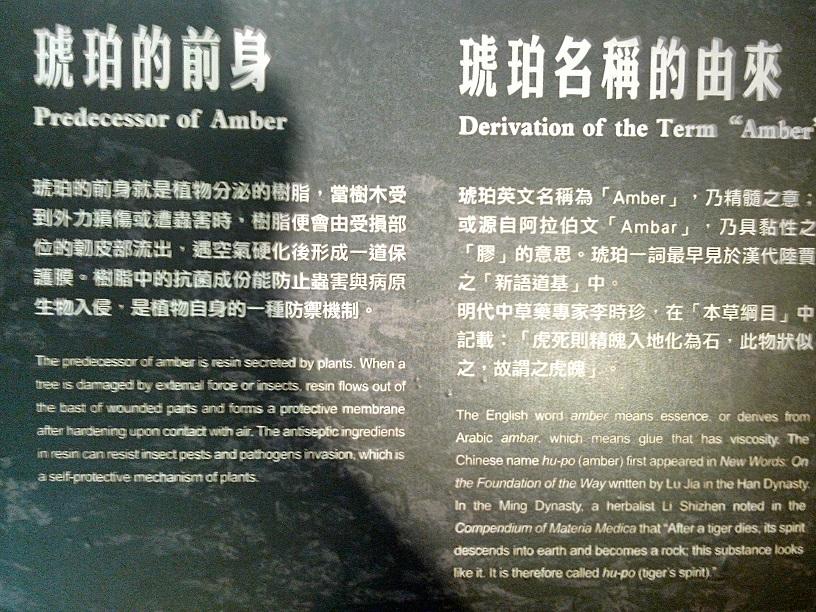 琥珀的前身
Predecessor of Amber
琥珀的前身就是植物分泌的樹脂，當樹木受
到外力損傷或遭蟲害時，樹脂便會由受損部
位的韌皮部流出，遇空氣硬化後形成一道保
護膜。樹脂中的抗菌成份能防止蟲害與病原
生物入侵，是植物自身的一種防禦機制。
The predecessor of amber is resin secreted by plants. When a
tree is damaged by external force or insects, resin flows out of
the bast of wounded parts and forms a protective membrane
after hardening upon contact with air. The antiseptic ingredients
in resin can resist insect pests and pathogens invasion, which is
a self-protective mechanism of plants.
琥珀名稱的由來
Derivation of the Term “Amber”
琥珀英文名稱為「Amber」，乃精髓之意；
或源自阿拉伯文「Ambar」，乃具黏性之
「膠」的意思。琥珀一詞最早見於漢代陸賈
之「新語道基」中。
明代中草藥專家李時珍，在「本草綱目」中
記載：「虎死則精魄入地化為石，此物狀似
之，故謂之虎魄」。
The English word amber means essence, or derives from
Arabic ambar, which means glue that has viscosity. The
Chinese name hu-po (amber) first appeared in New Words: On
the Foundation of the Way written by Lu Jia in the Han Dynasty.
In the Ming Dynasty, a herbalist Li Shizhen noted in the
Compendium of Materia Medica that “After a tiger dies, its spirit
descends into earth and becomes a rock; this substance looks
like it. It is therefore called hu-po (tiger's spirit).”